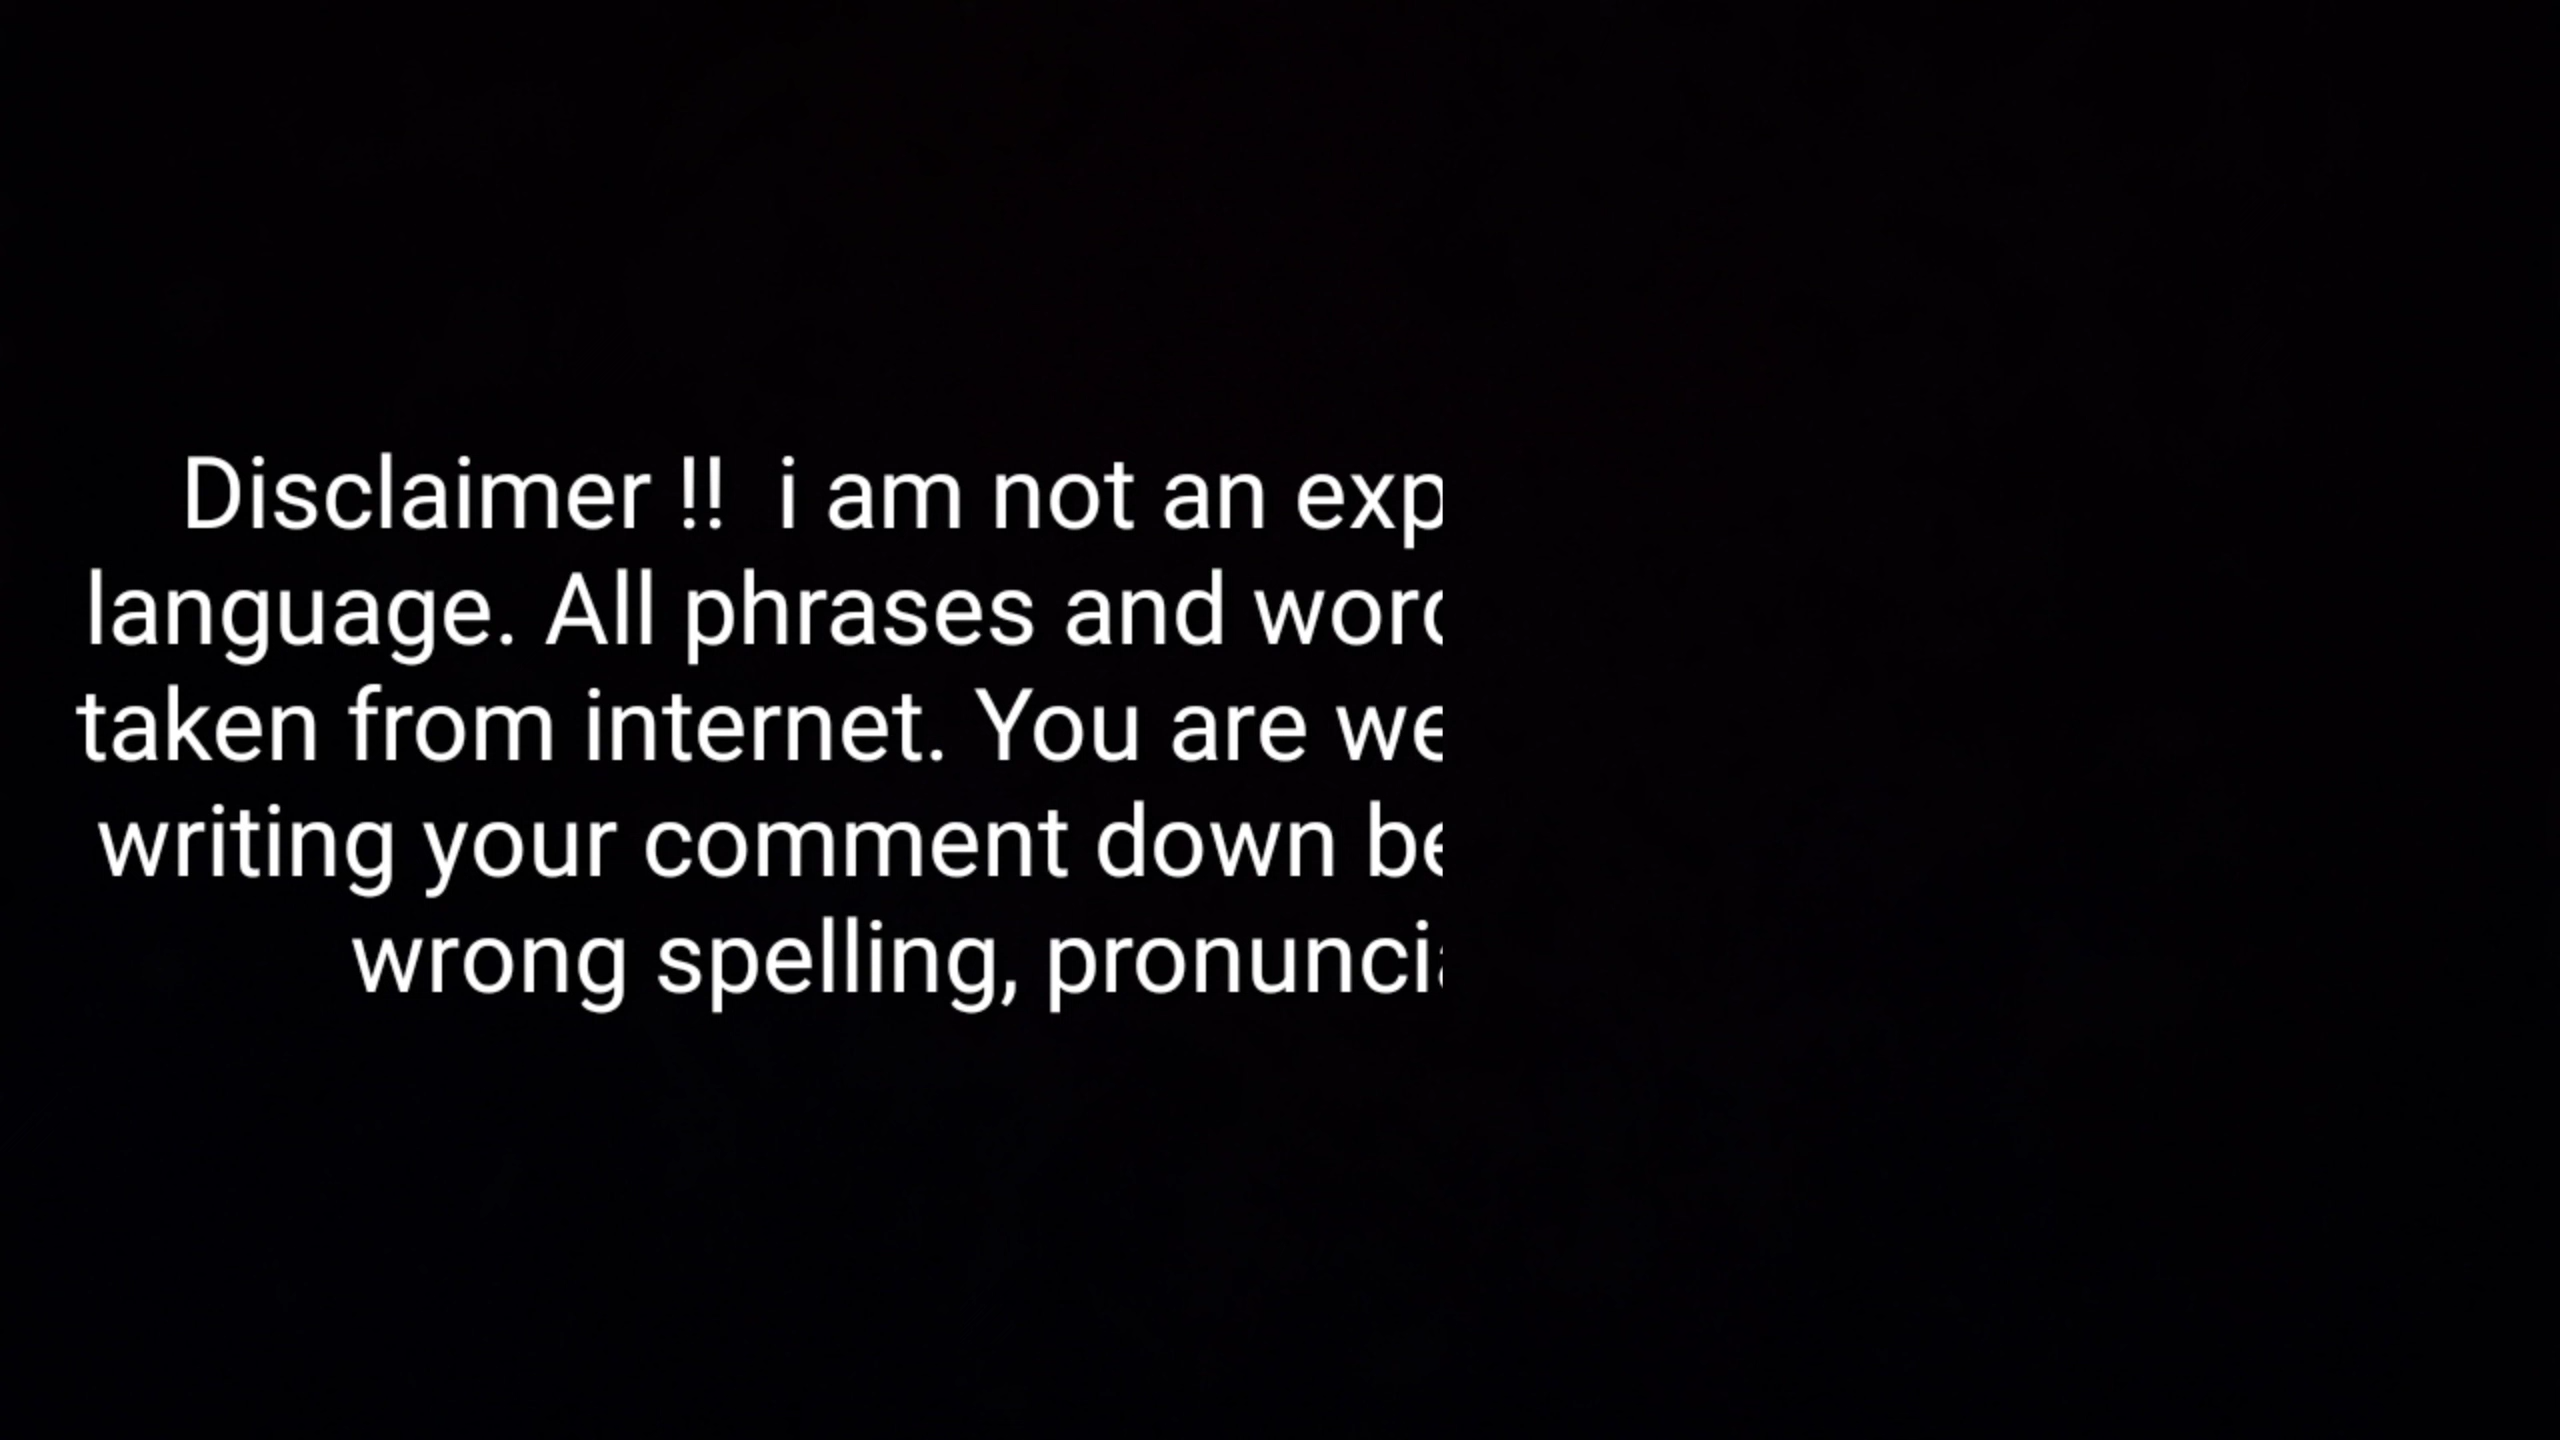 Disclaimer !!  i am not an
language. All phrases and
taken from internet. You are
writing your comment down
wrong spelling,